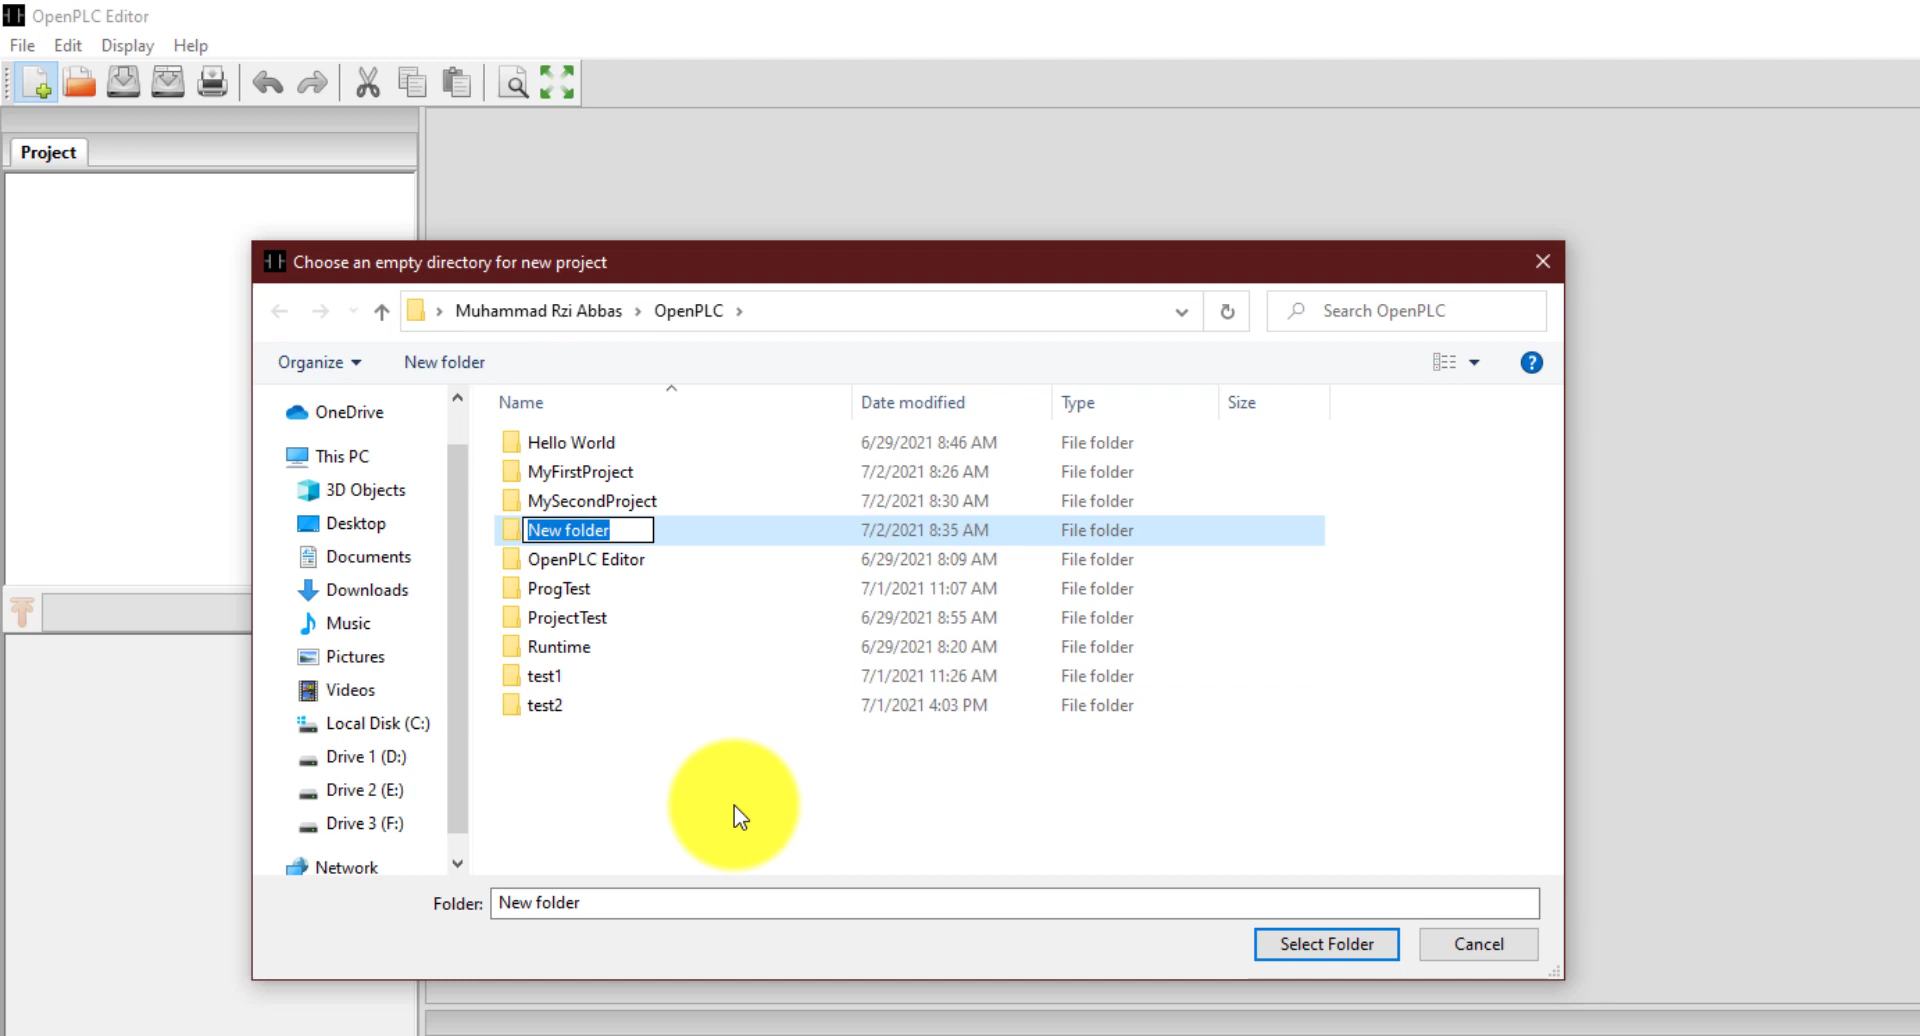 OpenPLC Editor
File Edit Display Help
Project
Choose an empty directory for new project
Muhammad Rzi Abbas > OpenPLC >
Search OpenPLC
Organize New folder
Name Date modified Type Size
OneDrive
This PC
3D Objects
Desktop
Documents
Downloads
Music
Pictures
Videos
Local Disk (C:)
Drive 1 (D:)
Drive 2 (E:)
Drive 3 (F:)
Network
Hello World 6/29/2021 8:46 AM File folder
MyFirstProject 7/2/2021 8:26 AM File folder
MySecondProject 7/2/2021 8:30 AM File folder
New folder 7/2/2021 8:35 AM File folder
OpenPLC Editor 6/29/2021 8:09 AM File folder
ProgTest 7/1/2021 11:07 AM File folder
ProjectTest 6/29/2021 8:55 AM File folder
Runtime 6/29/2021 8:20 AM File folder
test1 7/1/2021 11:26 AM File folder
test2 7/1/2021 4:03 PM File folder
Folder: New folder
Select Folder Cancel